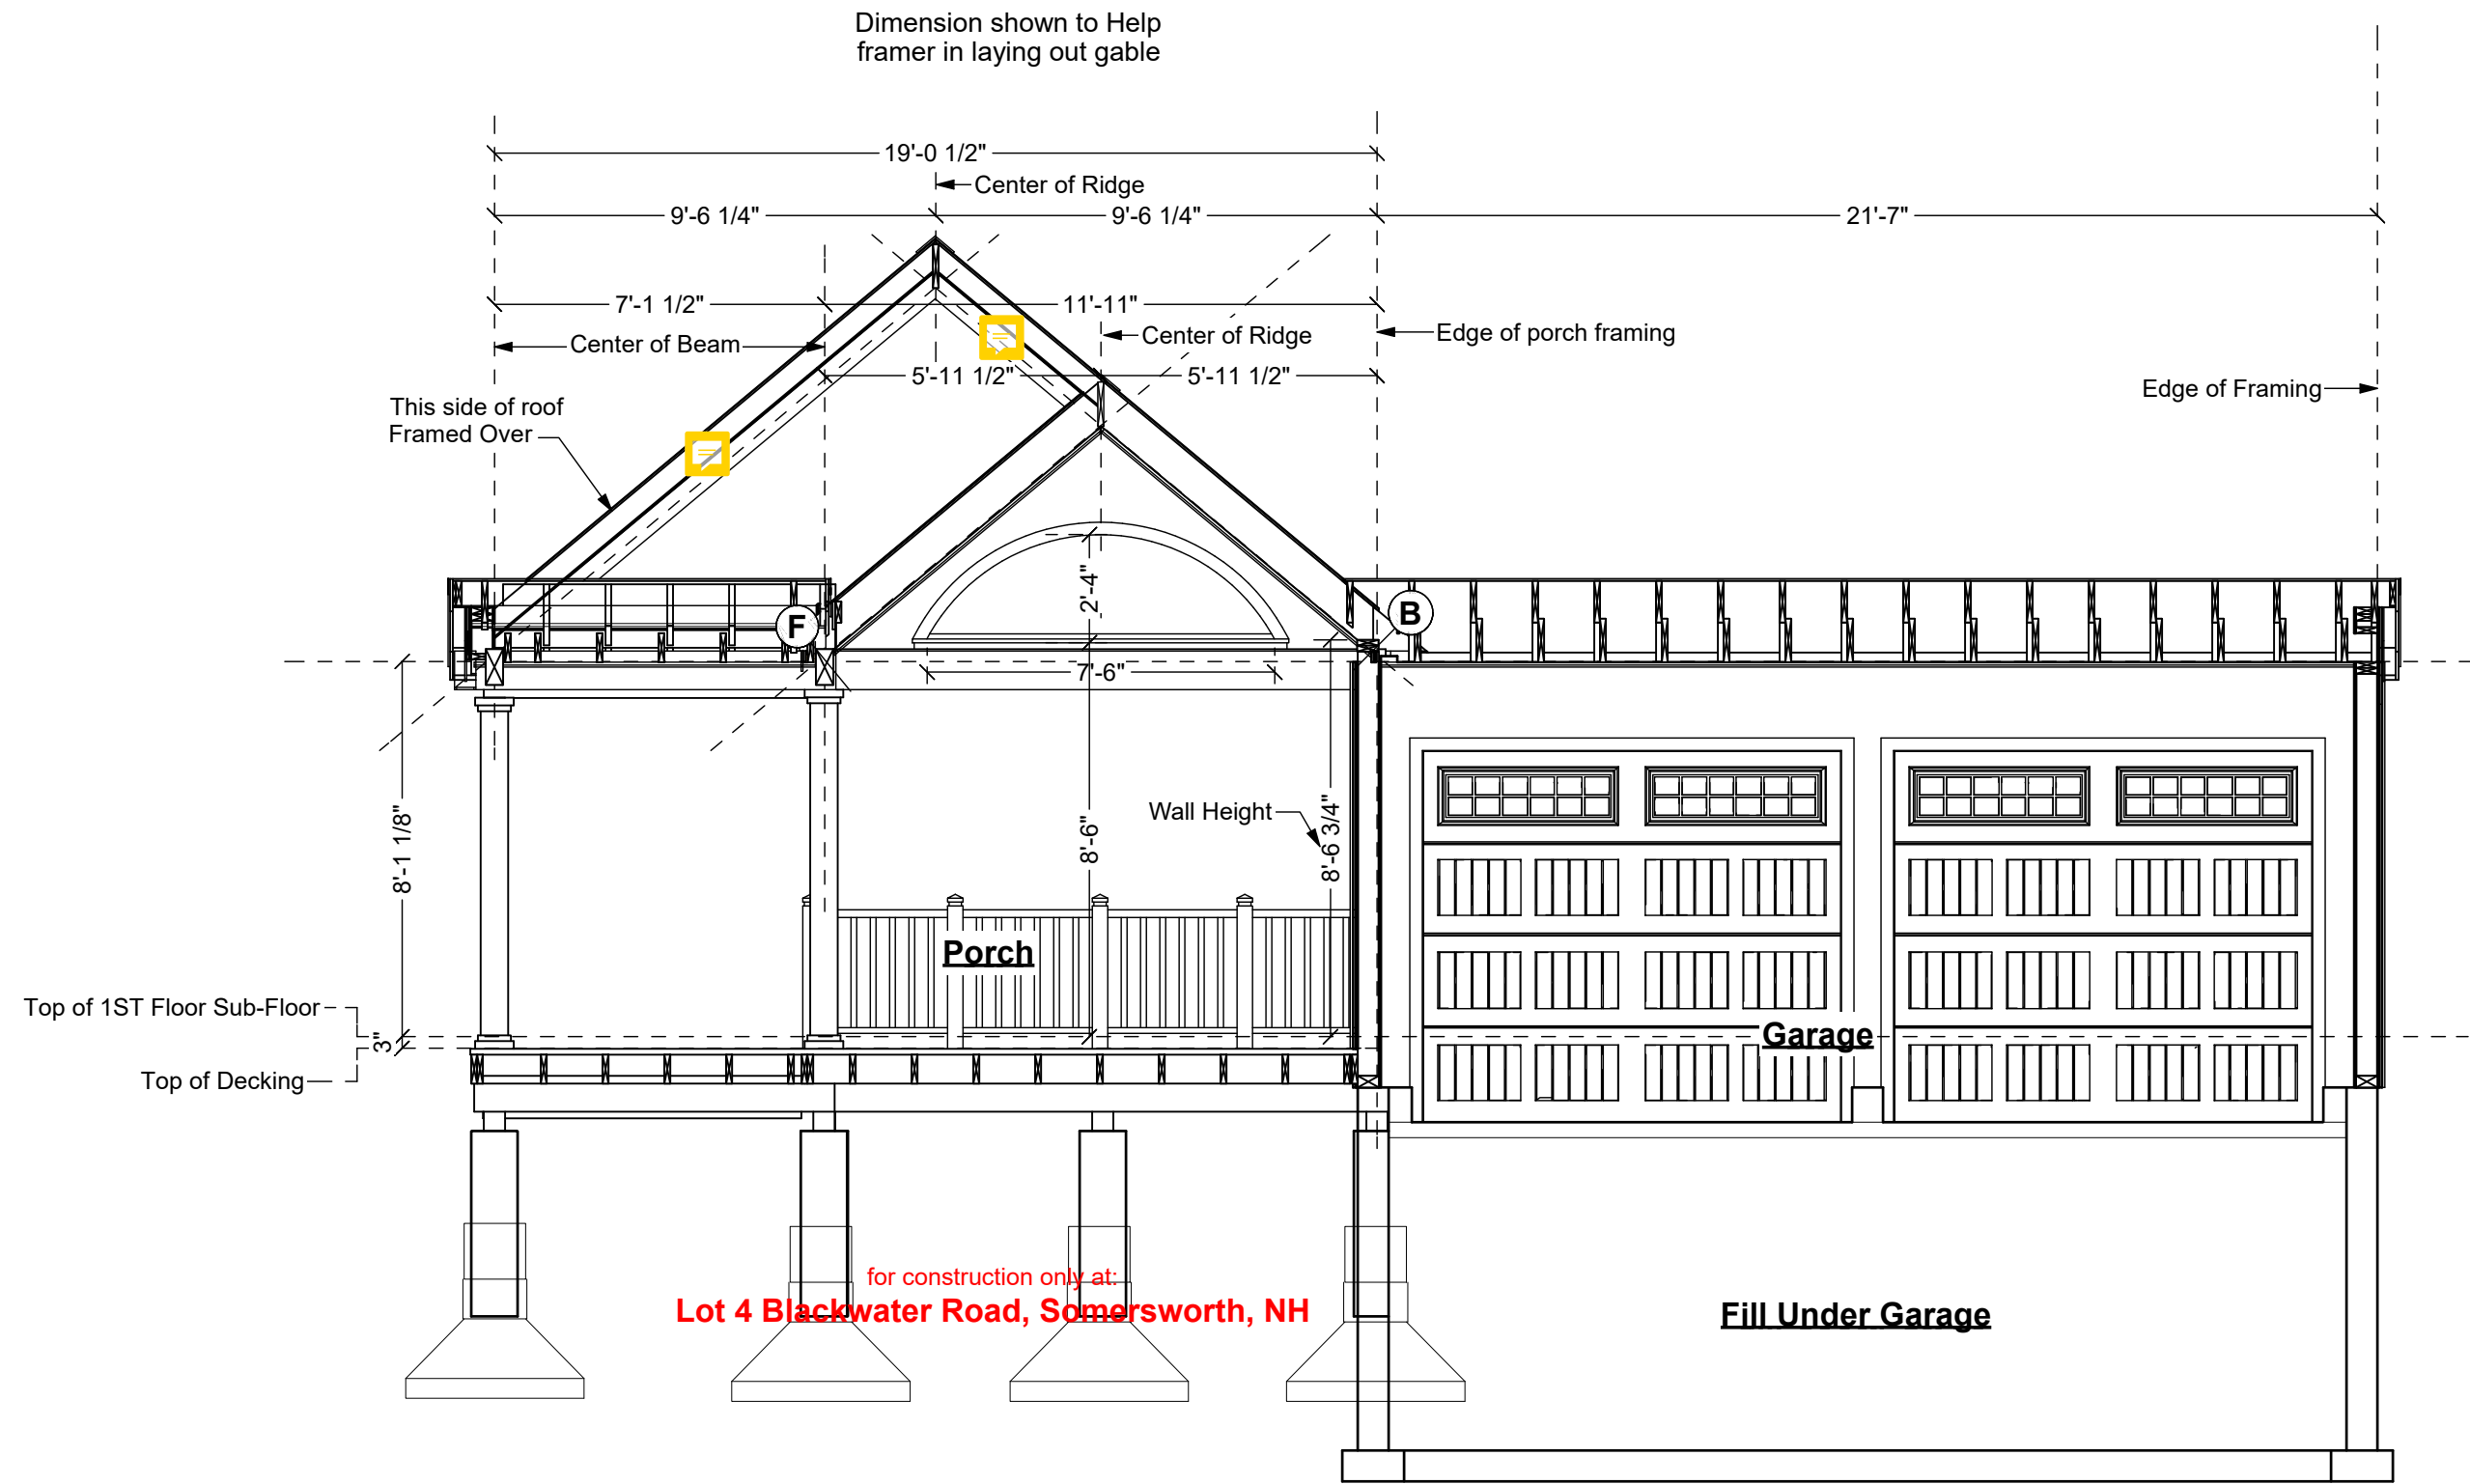 Dimension shown to Help
framer in laying out gable
19'-0 1/2"
Center of Ridge
9'-6 1/4"
9'-6 1/4"
21'-7"
7'-1 1/2"
11'-11"
Center of Beam
Center of Ridge
Edge of porch framing
5'-11 1/2"
5'-11 1/2"
Edge of Framing
This side of roof
Framed Over
2'-4"
F
B
7'-6"
8'-1 1/8"
8'-6"
Wall Height
8'-6 3/4"
Porch
Top of 1ST Floor Sub-Floor
3"
Garage
Top of Decking
for construction only at:
Lot 4 Blackwater Road, Somersworth, NH
Fill Under Garage